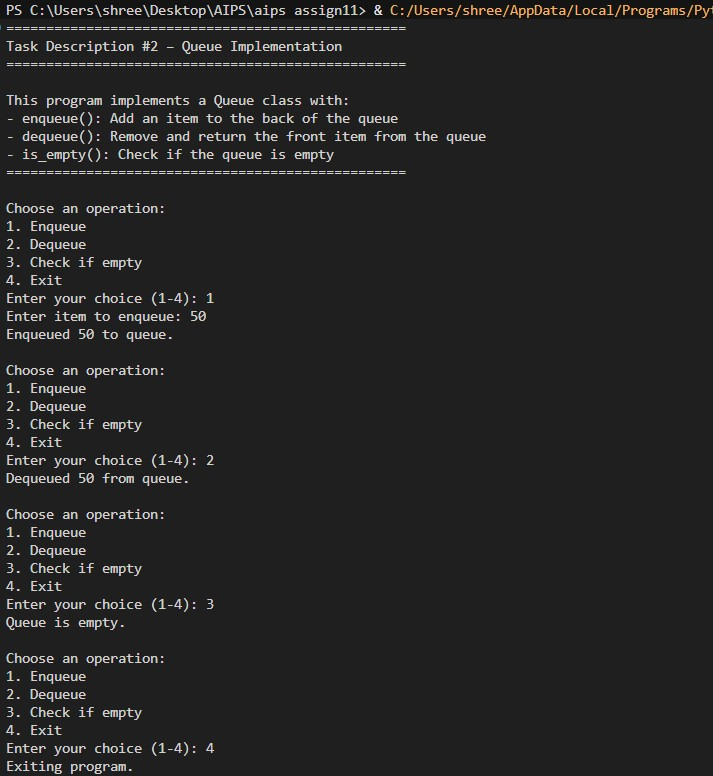 PS C:\Users\shree\Desktop\AIPS\aips assign11> & C:/Users/shree/AppData/Local/Programs/Pyt
==================================================
Task Description #2 – Queue Implementation
==================================================
This program implements a Queue class with:
- enqueue(): Add an item to the back of the queue
- dequeue(): Remove and return the front item from the queue
- is_empty(): Check if the queue is empty
==================================================
Choose an operation:
1. Enqueue
2. Dequeue
3. Check if empty
4. Exit
Enter your choice (1-4): 1
Enter item to enqueue: 50
Enqueued 50 to queue.
Choose an operation:
1. Enqueue
2. Dequeue
3. Check if empty
4. Exit
Enter your choice (1-4): 2
Dequeued 50 from queue.
Choose an operation:
1. Enqueue
2. Dequeue
3. Check if empty
4. Exit
Enter your choice (1-4): 3
Queue is empty.
Choose an operation:
1. Enqueue
2. Dequeue
3. Check if empty
4. Exit
Enter your choice (1-4): 4
Exiting program.